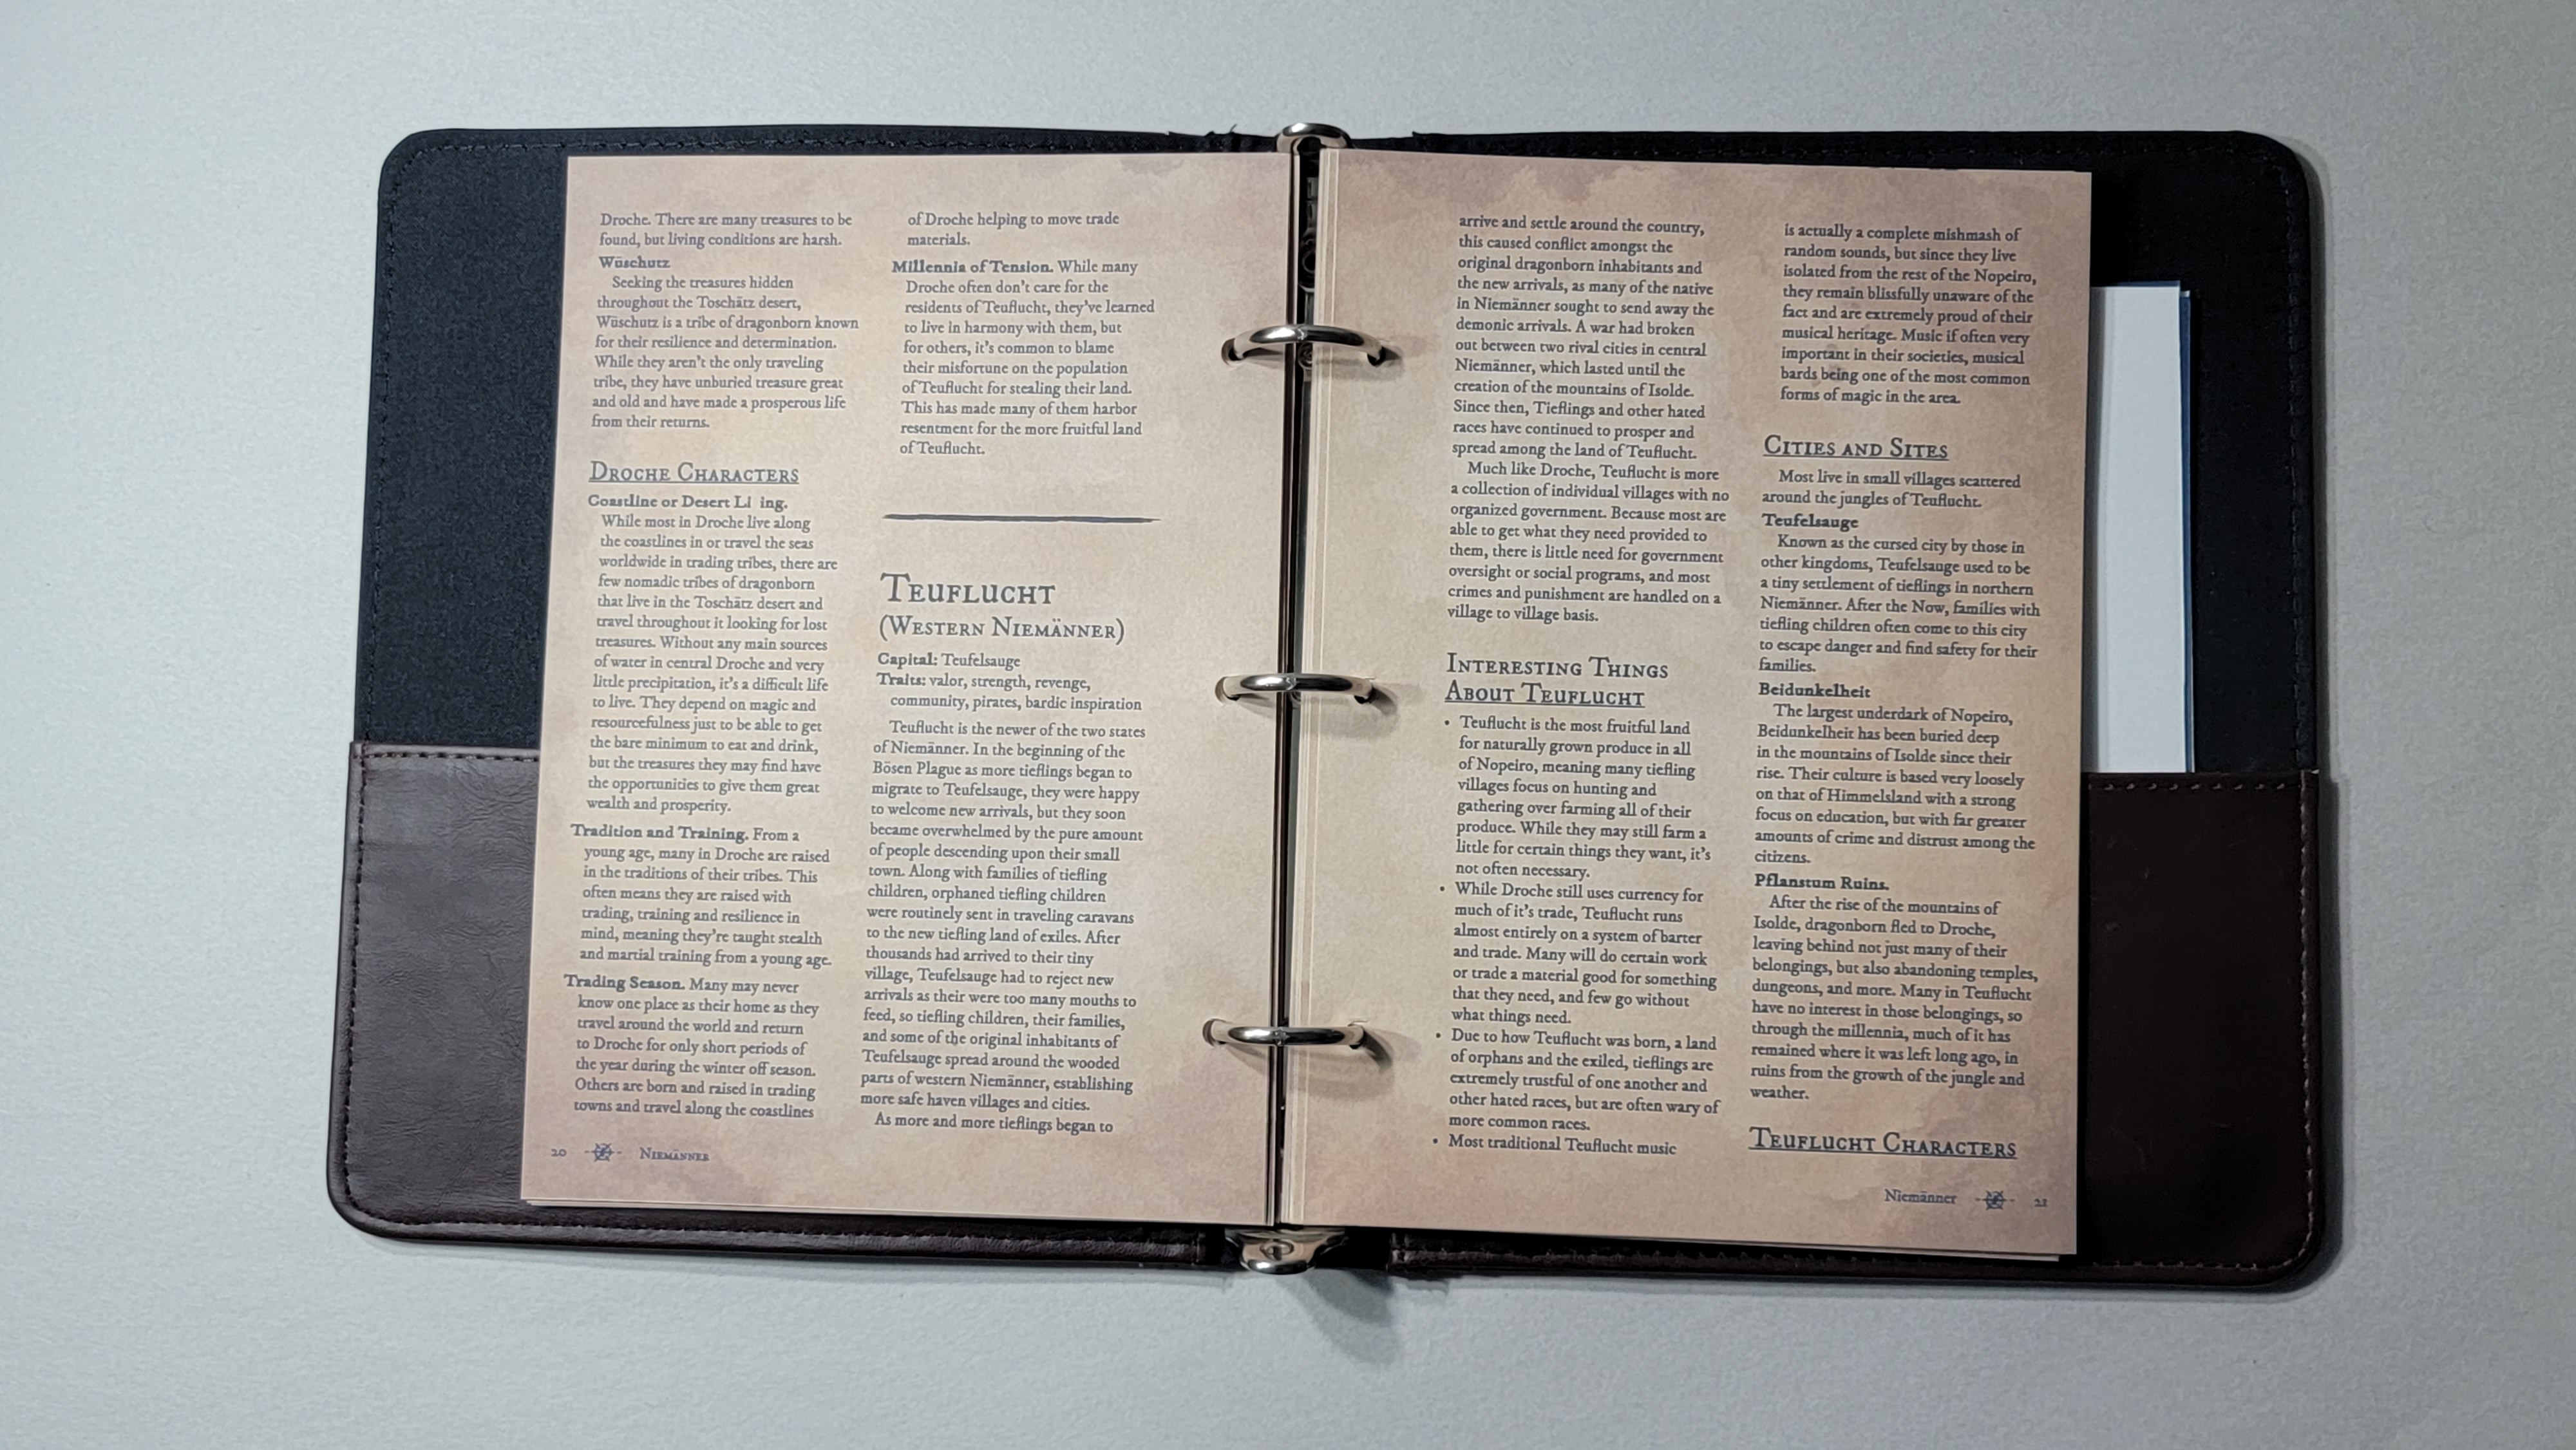 Droche. There are many treasures to be
found, but living conditions are harsh.
Wüschutz.
Seeking the treasures hidden
throughout the Toschätz desert,
Wüschutz is a tribe of dragonborn known
for their resilience and determination.
While they aren't the only traveling
tribe, they have unburied treasure great
and old and have made a prosperous life
from their returns.
DROCHE CHARACTERS
Coastline or Desert Li ing.
While most in Droche live along
the coastlines in or travel the seas
worldwide in trading tribes, there are
few nomadic tribes of dragonborn
that live in the Toschätz desert and
travel throughout it looking for lost
treasures. Without any main sources
of water in central Droche and very
little precipitation, it's a difficult life
to live. They depend on magic and
resourcefulness just to be able to get
the bare minimum to eat and drink,
but the treasures they may find have
the opportunities to give them great
wealth and prosperity.
Tradition and Training. From a
young age, many in Droche are raised
in the traditions of their tribes. This
often means they are raised with
trading, training and resilience in
mind, meaning they're taught stealth
and martial training from a young age.
Trading Season. Many may never
know one place as their home as they
travel around the world and return
to Droche for only short periods of
the year during the winter off season.
Others are born and raised in trading
towns and travel along the coastlines
of Droche helping to move trade
materials.
Millennia of Tension. While many
Droche often don't care for the
residents of Teuflucht, they've learned
to live in harmony with them, but
for others, it's common to blame
their misfortune on the population
of Teuflucht for stealing their land.
This has made many of them harbor
resentment for the more fruitful land
of Teuflucht.
TEUFLUCHT
(WESTERN NIEMÄNNER)
Capital: Teufelsauge
Traits: valor, strength, revenge,
community, pirates, bardic inspiration
Teuflucht is the newer of the two states
of Niemänner. In the beginning of the
Bösen Plague as more tieflings began to
migrate to Teufelsauge, they were happy
to welcome new arrivals, but they soon
became overwhelmed by the pure amount
of people descending upon their small
town. Along with families of tiefling
children, orphaned tiefling children
were routinely sent in traveling caravans
to the new tiefling land of exiles. After
thousands had arrived to their tiny
village, Teufelsauge had to reject new
arrivals as their were too many mouths to
feed, so tiefling children, their families,
and some of the original inhabitants of
Teufelsauge spread around the wooded
parts of western Niemänner, establishing
more safe haven villages and cities.
As more and more tieflings began to
20 NIEMÄNNER
arrive and settle around the country,
this caused conflict amongst the
original dragonborn inhabitants and
the new arrivals, as many of the native
in Niemänner sought to send away the
demonic arrivals. A war had broken
out between two rival cities in central
Niemänner, which lasted until the
creation of the mountains of Isolde.
Since then, Tieflings and other hated
races have continued to prosper and
spread among the land of Teuflucht.
Much like Droche, Teuflucht is more
a collection of individual villages with no
organized government. Because most are
able to get what they need provided to
them, there is little need for government
oversight or social programs, and most
crimes and punishment are handled on a
village to village basis.
INTERESTING THINGS
ABOUT TEUFLUCHT
• Teuflucht is the most fruitful land
for naturally grown produce in all
of Nopeiro, meaning many tiefling
villages focus on hunting and
gathering over farming all of their
produce. While they may still farm a
little for certain things they want, it's
not often necessary.
• While Droche still uses currency for
much of it's trade, Teuflucht runs
almost entirely on a system of barter
and trade. Many will do certain work
or trade a material good for something
that they need, and few go without
what things need.
• Due to how Teuflucht was born, a land
of orphans and the exiled, tieflings are
extremely trustful of one another and
other hated races, but are often wary of
more common races.
• Most traditional Teuflucht music
is actually a complete mishmash of
random sounds, but since they live
isolated from the rest of the Nopeiro,
they remain blissfully unaware of the
fact and are extremely proud of their
musical heritage. Music if often very
important in their societies, musical
bards being one of the most common
forms of magic in the area.
CITIES AND SITES
Most live in small villages scattered
around the jungles of Teuflucht.
Teufelsauge
Known as the cursed city by those in
other kingdoms, Teufelsauge used to be
a tiny settlement of tieflings in northern
Niemänner. After the Now, families with
tiefling children often come to this city
to escape danger and find safety for their
families.
Beidunkelheit
The largest underdark of Nopeiro,
Beidunkelheit has been buried deep
in the mountains of Isolde since their
rise. Their culture is based very loosely
on that of Himmelsland with a strong
focus on education, but with far greater
amounts of crime and distrust among the
citizens.
Pflanstum Ruins.
After the rise of the mountains of
Isolde, dragonborn fled to Droche,
leaving behind not just many of their
belongings, but also abandoning temples,
dungeons, and more. Many in Teuflucht
have no interest in those belongings, so
through the millennia, much of it has
remained where it was left long ago, in
ruins from the growth of the jungle and
weather.
TEUFLUCHT CHARACTERS
Niemänner 21